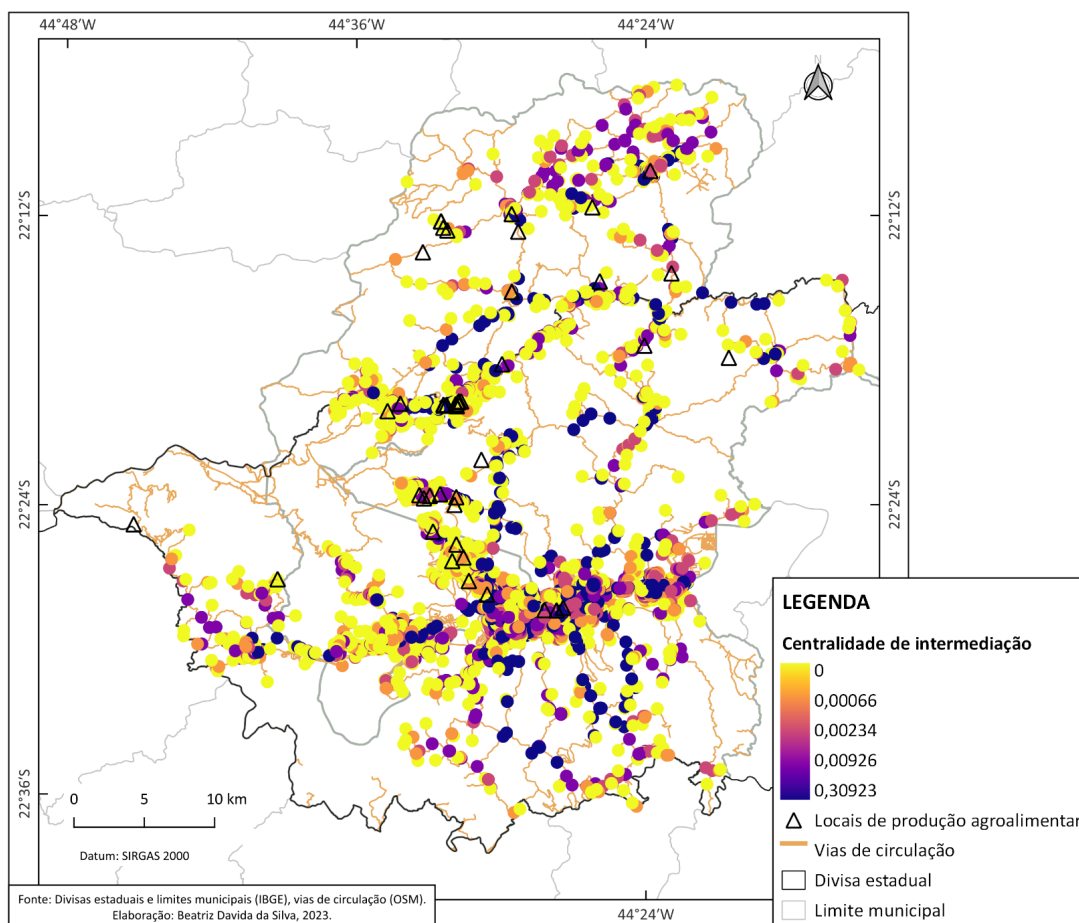 44°48'W 44°36'W 44°24'W
N
22°12'S 22°12'S
22°24'S 22°24'S
22°36'S
0 5 10 km
Datum: SIRGAS 2000
Fonte: Divisas estaduais e limites municipais (IBGE), vias de circulação (OSM).
Elaboração: Beatriz Davida da Silva, 2023.
44°24'W
LEGENDA
Centralidade de intermediação
0
0,00066
0,00234
0,00926
0,30923
Locais de produção agroalimentar
Vias de circulação
Divisa estadual
Limite municipal